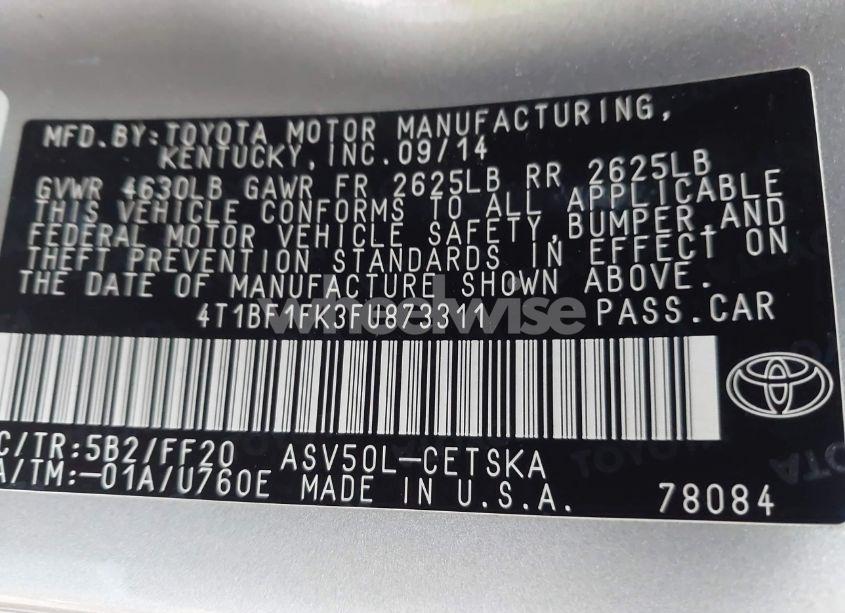 MFD.BY:TOYOTA MOTOR MANUFACTURING,
KENTUCKY,INC.09/14
GVWR 4630LB GAWR FR 2625LB RR 2625LB
THIS VEHICLE CONFORMS TO ALL APPLICABLE
FEDERAL MOTOR VEHICLE SAFETY,BUMPER,AND
THEFT PREVENTION STANDARDS IN EFFECT ON
THE DATE OF MANUFACTURE SHOWN ABOVE.
4T1BF1FK3FU873311 PASS.CAR
wheelwise
C/TR:5B2/FF20 ASV50L-CETSKA
A/TM:-01A/U760E MADE IN U.S.A. 78084